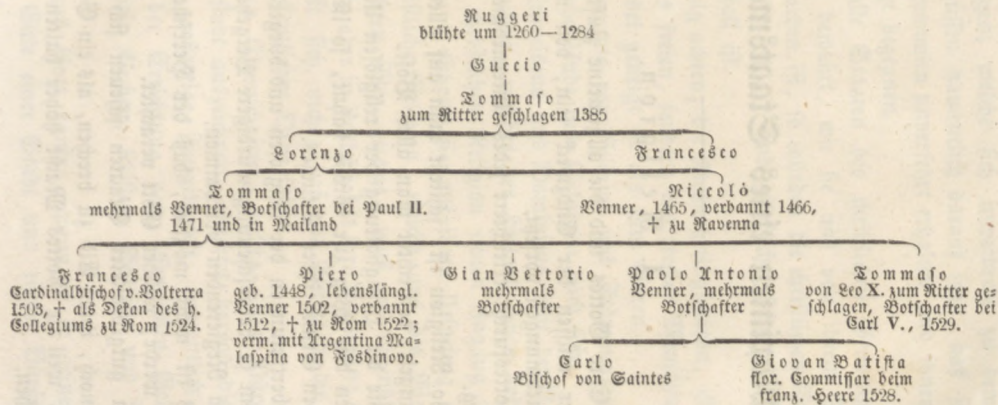 Ruggeri
blühte um 1260—1284
Guccio
Tommaso
zum Ritter geschlagen 1385
Lorenzo
Francesco
Tommaso
mehrmals Venner, Botschafter bei Paul II.
1471 und in Mailand
Niccolò
Venner, 1465, verbannt 1466,
† zu Ravenna
Francesco
Cardinalbischof v. Volterra
1503, † als Dekan des h.
Collegiums zu Rom 1524.
Piero
geb. 1448, lebenslängl.
Venner 1502, verbannt
1512, † zu Rom 1522;
verm. mit Argentina Ma-
laspina von Fosdinovo.
Gian Vettorio
mehrmals
Botschafter
Paolo Antonio
Venner, mehrmals
Botschafter
Tommaso
von Leo X. zum Ritter ge-
schlagen, Botschafter bei
Carl V., 1529.
Carlo
Bischof von Saintes
Giovan Batista
flor. Commissar beim
franz. Heere 1528.